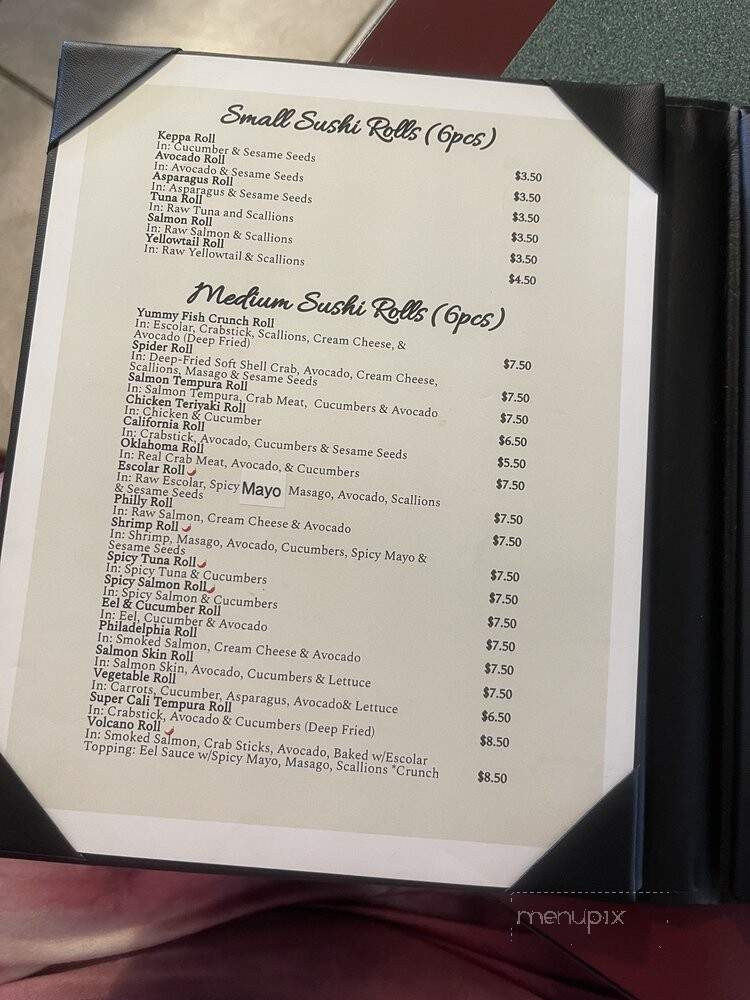 Small Sushi Rolls (6pcs)
Keppa Roll
In: Cucumber & Sesame Seeds $3.50
Avocado Roll
In: Avocado & Sesame Seeds $3.50
Asparagus Roll
In: Asparagus & Sesame Seeds $3.50
Tuna Roll
In: Raw Tuna and Scallions $3.50
Salmon Roll
In: Raw Salmon & Scallions $3.50
Yellowtail Roll
In: Raw Yellowtail & Scallions $4.50
Medium Sushi Rolls (6pcs)
Yummy Fish Crunch Roll
In: Escolar, Crabstick, Scallions, Cream Cheese, &
Avocado (Deep Fried) $7.50
Spider Roll
In: Deep-Fried Soft Shell Crab, Avocado, Cream Cheese,
Scallions, Masago & Sesame Seeds $7.50
Salmon Tempura Roll
In: Salmon Tempura, Crab Meat, Cucumbers & Avocado $7.50
Chicken Teriyaki Roll
In: Chicken & Cucumber $6.50
California Roll
In: Crabstick, Avocado, Cucumbers & Sesame Seeds $5.50
Oklahoma Roll
In: Real Crab Meat, Avocado, & Cucumbers $7.50
Escolar Roll
In: Raw Escolar, Spicy Mayo Masago, Avocado, Scallions
& Sesame Seeds $7.50
Philly Roll
In: Raw Salmon, Cream Cheese & Avocado $7.50
Shrimp Roll
In: Shrimp, Masago, Avocado, Cucumbers, Spicy Mayo &
Sesame Seeds $7.50
Spicy Tuna Roll
In: Spicy Tuna & Cucumbers $7.50
Spicy Salmon Roll
In: Spicy Salmon & Cucumbers $7.50
Eel & Cucumber Roll
In: Eel, Cucumber & Avocado $7.50
Philadelphia Roll
In: Smoked Salmon, Cream Cheese & Avocado $7.50
Salmon Skin Roll
In: Salmon Skin, Avocado, Cucumbers & Lettuce $7.50
Vegetable Roll
In: Carrots, Cucumber, Asparagus, Avocado& Lettuce $6.50
Super Cali Tempura Roll
In: Crabstick, Avocado & Cucumbers (Deep Fried) $8.50
Volcano Roll
In: Smoked Salmon, Crab Sticks, Avocado, Baked w/Escolar
Topping: Eel Sauce w/Spicy Mayo, Masago, Scallions *Crunch $8.50
menupix